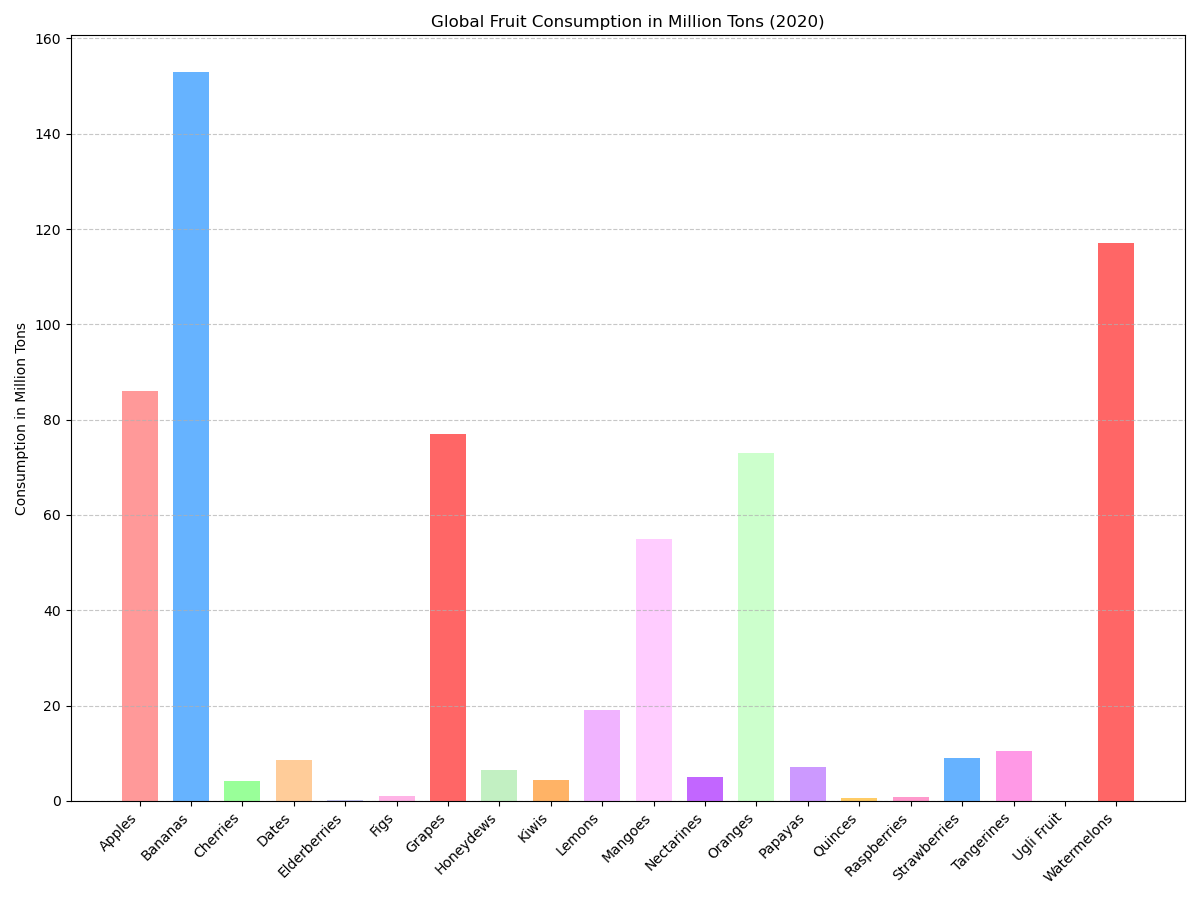 Global Fruit Consumption in Million Tons (2020)
Consumption in Million Tons
160
140
120
100
80
60
40
20
0
Apples
Bananas
Cherries
Dates
Elderberries
Figs
Grapes
Honeydews
Kiwis
Lemons
Mangoes
Nectarines
Oranges
Papayas
Quinces
Raspberries
Strawberries
Tangerines
Ugli Fruit
Watermelons